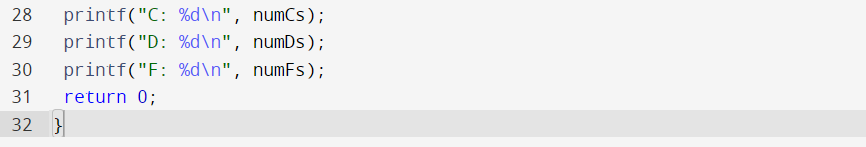 28 printf("C: %d\n", numCs);
29 printf("D: %d\n", numDs);
30 printf("F: %d\n", numFs);
31 return 0;
32 }